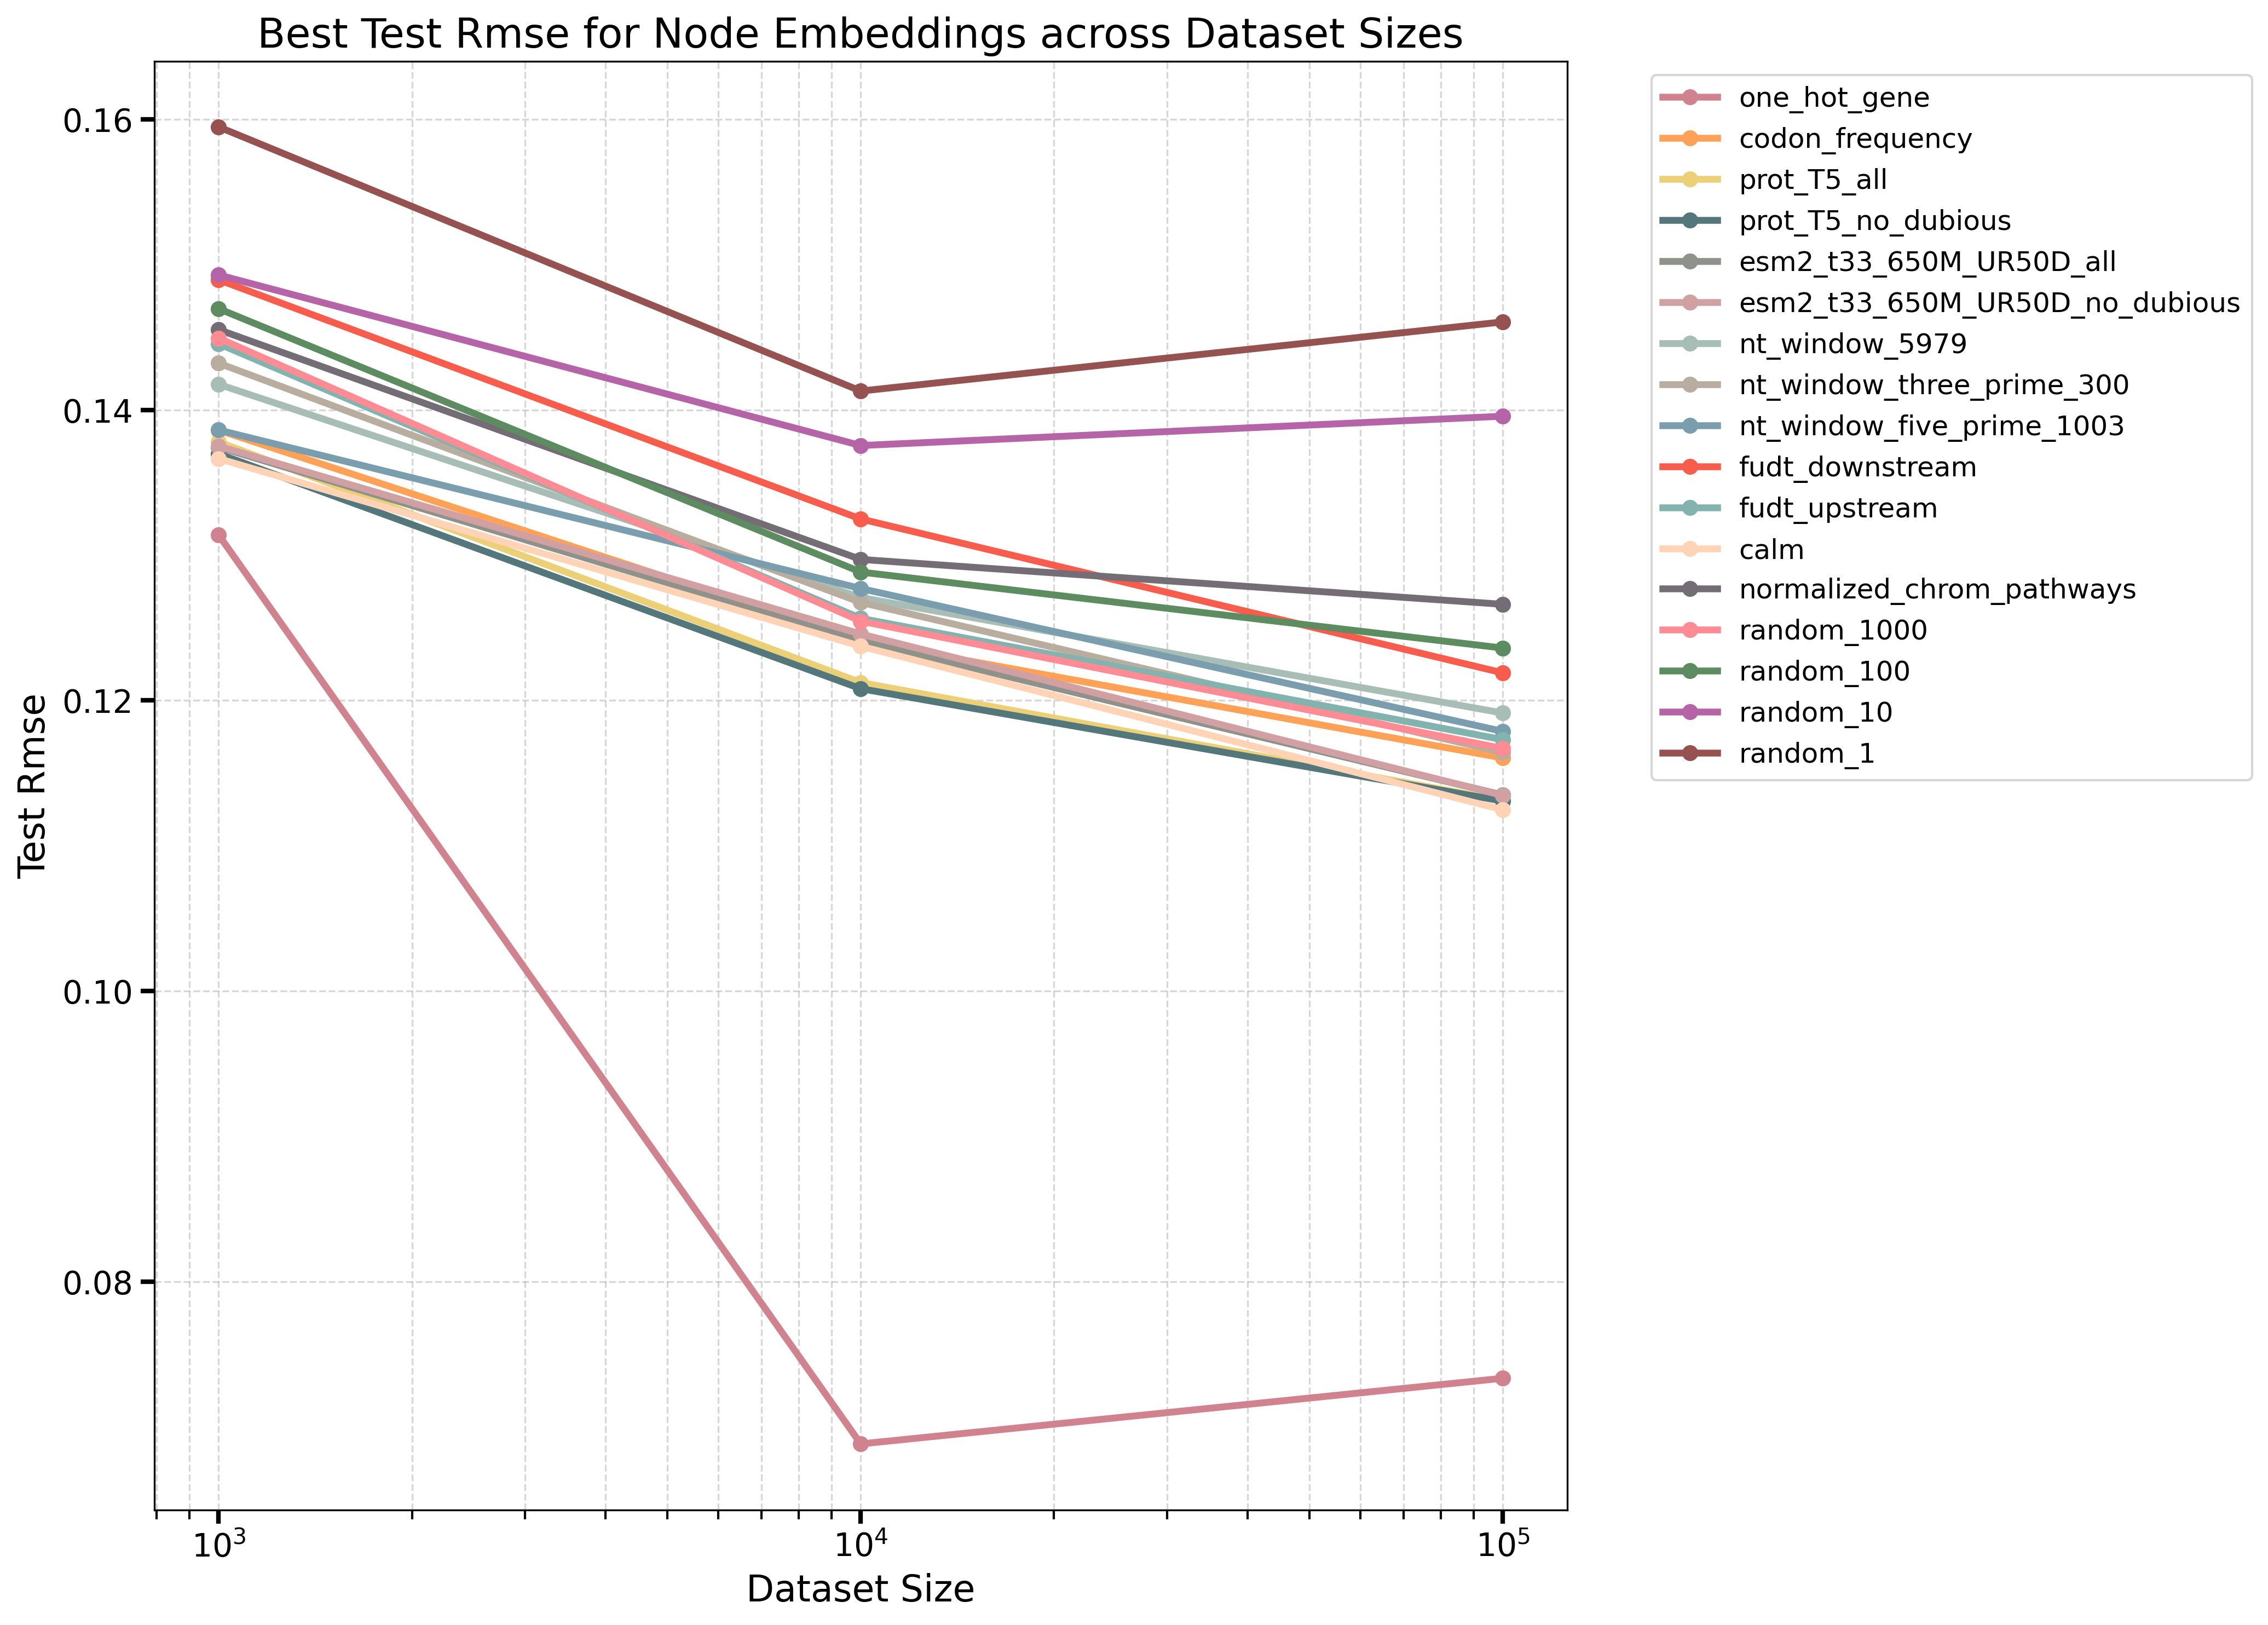 Best Test Rmse for Node Embeddings across Dataset Sizes
Test Rmse
0.16
0.14
0.12
0.10
0.08
10³
10⁴
10⁵
Dataset Size
one_hot_gene
codon_frequency
prot_T5_all
prot_T5_no_dubious
esm2_t33_650M_UR50D_all
esm2_t33_650M_UR50D_no_dubious
nt_window_5979
nt_window_three_prime_300
nt_window_five_prime_1003
fudt_downstream
fudt_upstream
calm
normalized_chrom_pathways
random_1000
random_100
random_10
random_1